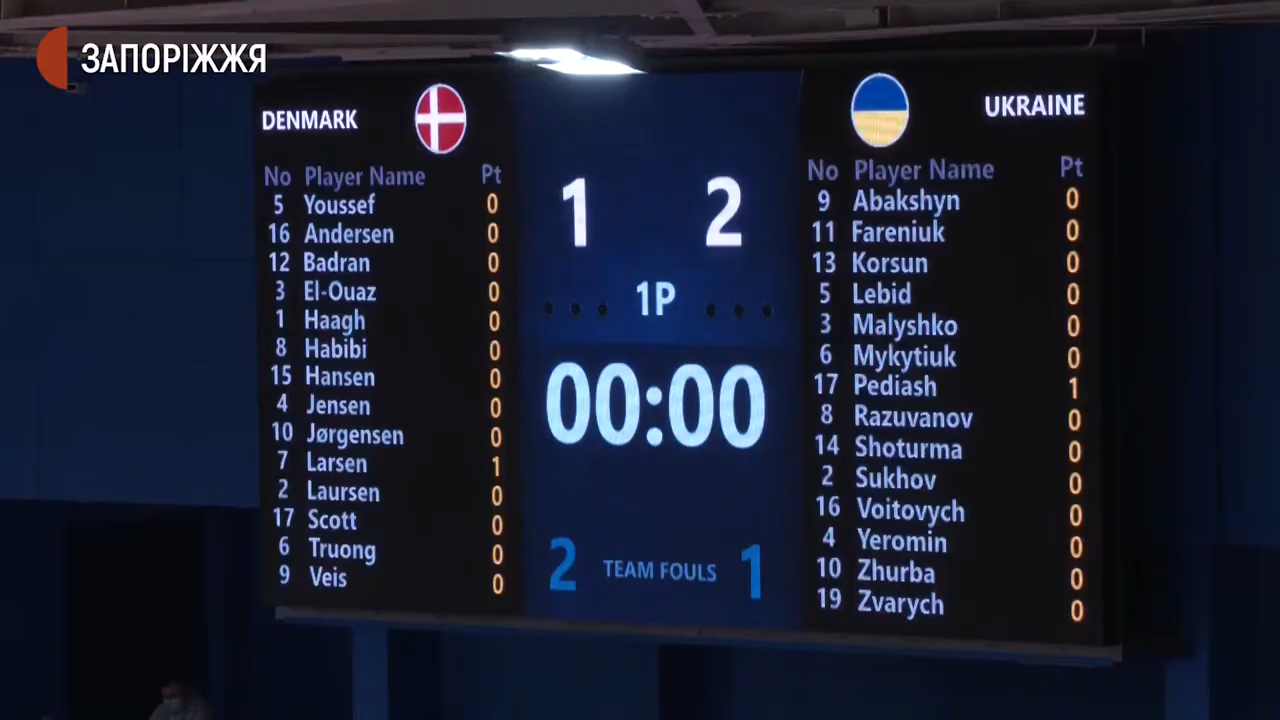 ЗАПОРІЖЖЯ
DENMARK
No Player Name Pt
5 Youssef 0
16 Andersen 0
12 Badran 0
3 El-Ouaz 0
1 Haagh 0
8 Habibi 0
15 Hansen 0
4 Jensen 0
10 Jørgensen 0
7 Larsen 1
2 Laursen 0
17 Scott 0
6 Truong 0
9 Veis 0
1 2
1P
00:00
2 TEAM FOULS 1
UKRAINE
No Player Name Pt
9 Abakshyn 0
11 Fareniuk 0
13 Korsun 0
5 Lebid 0
3 Malyshko 0
6 Mykytiuk 0
17 Pediash 1
8 Razuvanov 0
14 Shoturma 0
2 Sukhov 0
16 Voitovych 0
4 Yeromin 0
10 Zhurba 0
19 Zvarych 0